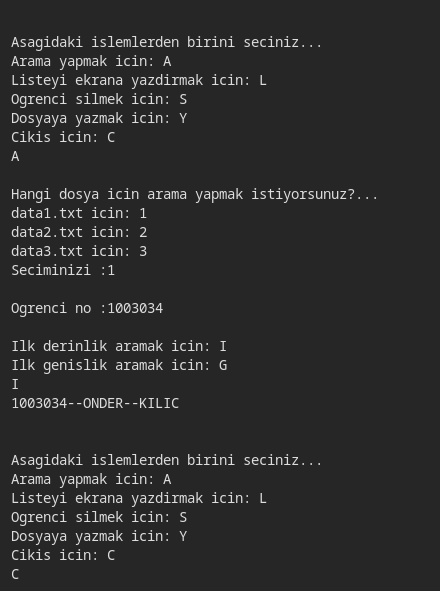 Asagidaki islemlerden birini seciniz...
Arama yapmak icin: A
Listeyi ekrana yazdirmak icin: L
Ogrenci silmek icin: S
Dosyaya yazmak icin: Y
Cikis icin: C
A
Hangi dosya icin arama yapmak istiyorsunuz?...
data1.txt icin: 1
data2.txt icin: 2
data3.txt icin: 3
Seciminizi :1
Ogrenci no :1003034
Ilk derinlik aramak icin: I
Ilk genislik aramak icin: G
I
1003034--ONDER--KILIC
Asagidaki islemlerden birini seciniz...
Arama yapmak icin: A
Listeyi ekrana yazdirmak icin: L
Ogrenci silmek icin: S
Dosyaya yazmak icin: Y
Cikis icin: C
C